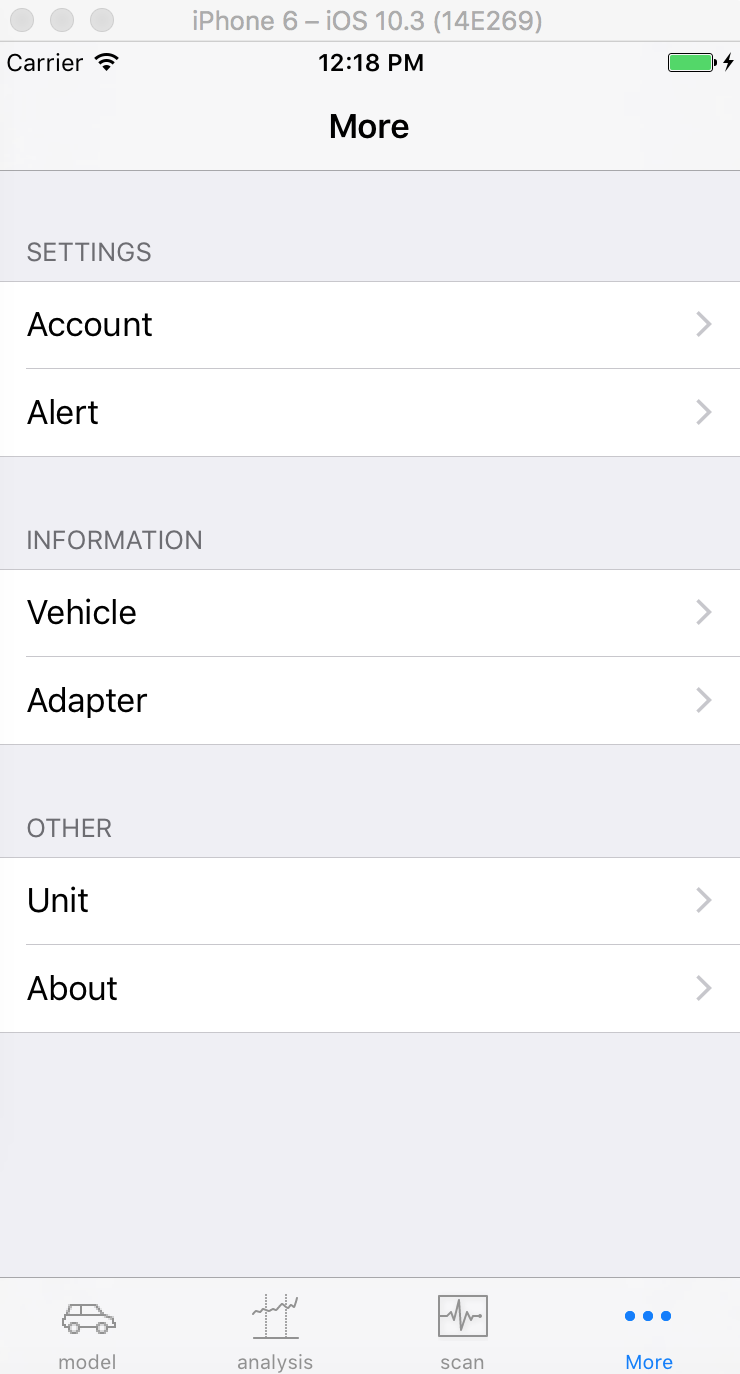 iPhone 6 – iOS 10.3 (14E269)
Carrier 12:18 PM
More
SETTINGS
Account
Alert
INFORMATION
Vehicle
Adapter
OTHER
Unit
About
model analysis scan More